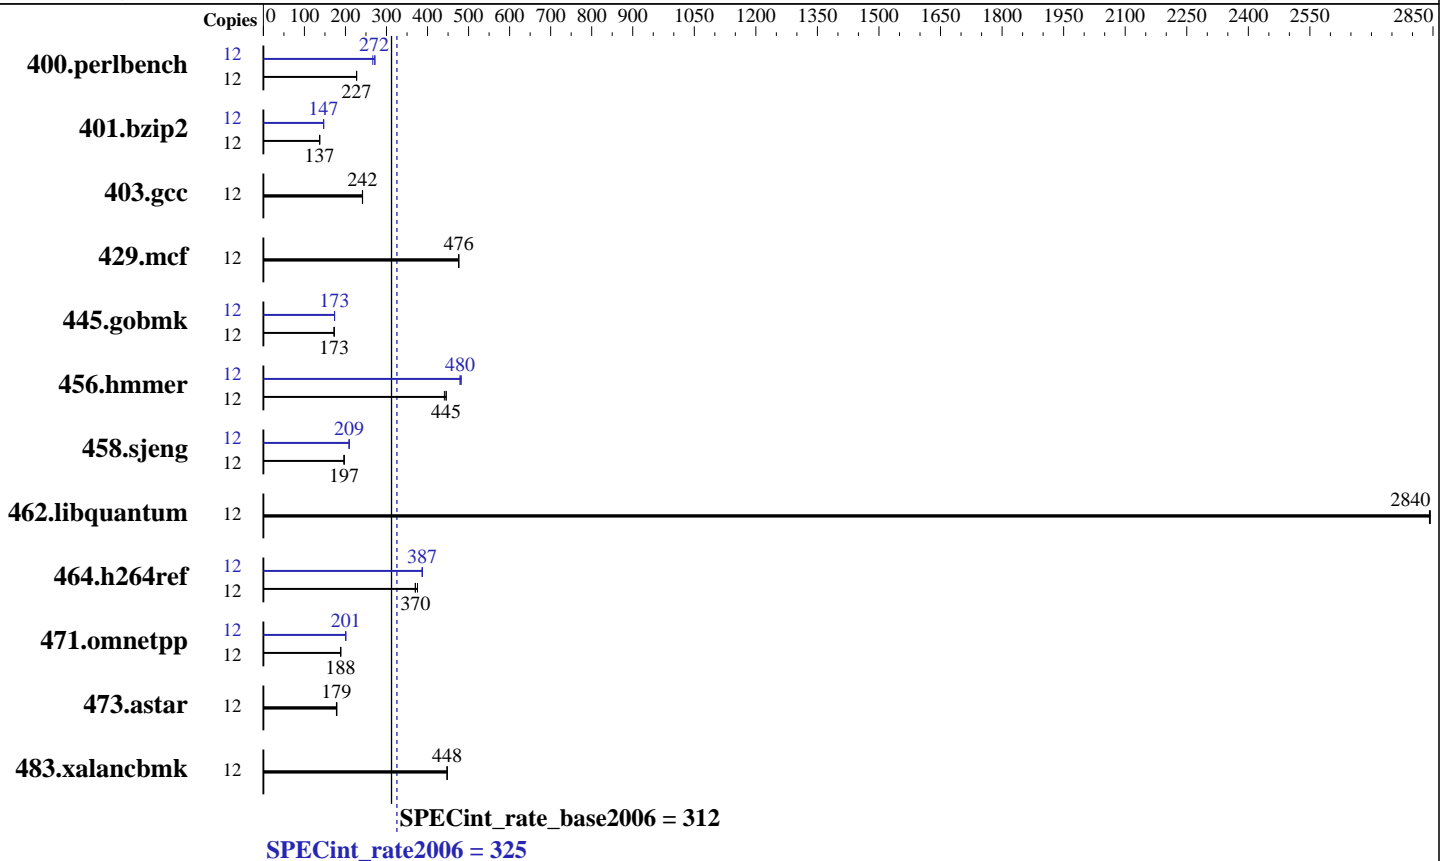 Copies 0 100 200 300 400 500 600 700 800 900 1050 1200 1350 1500 1650 1800 1950 2100 2250 2400 2550 2850
400.perlbench 12 272
12 227
401.bzip2 12 147
12 137
403.gcc 12 242
429.mcf 12 476
445.gobmk 12 173
12 173
456.hmmer 12 480
12 445
458.sjeng 12 209
12 197
462.libquantum 12 2840
464.h264ref 12 387
12 370
471.omnetpp 12 201
12 188
473.astar 12 179
483.xalancbmk 12 448
SPECint_rate_base2006 = 312
SPECint_rate2006 = 325